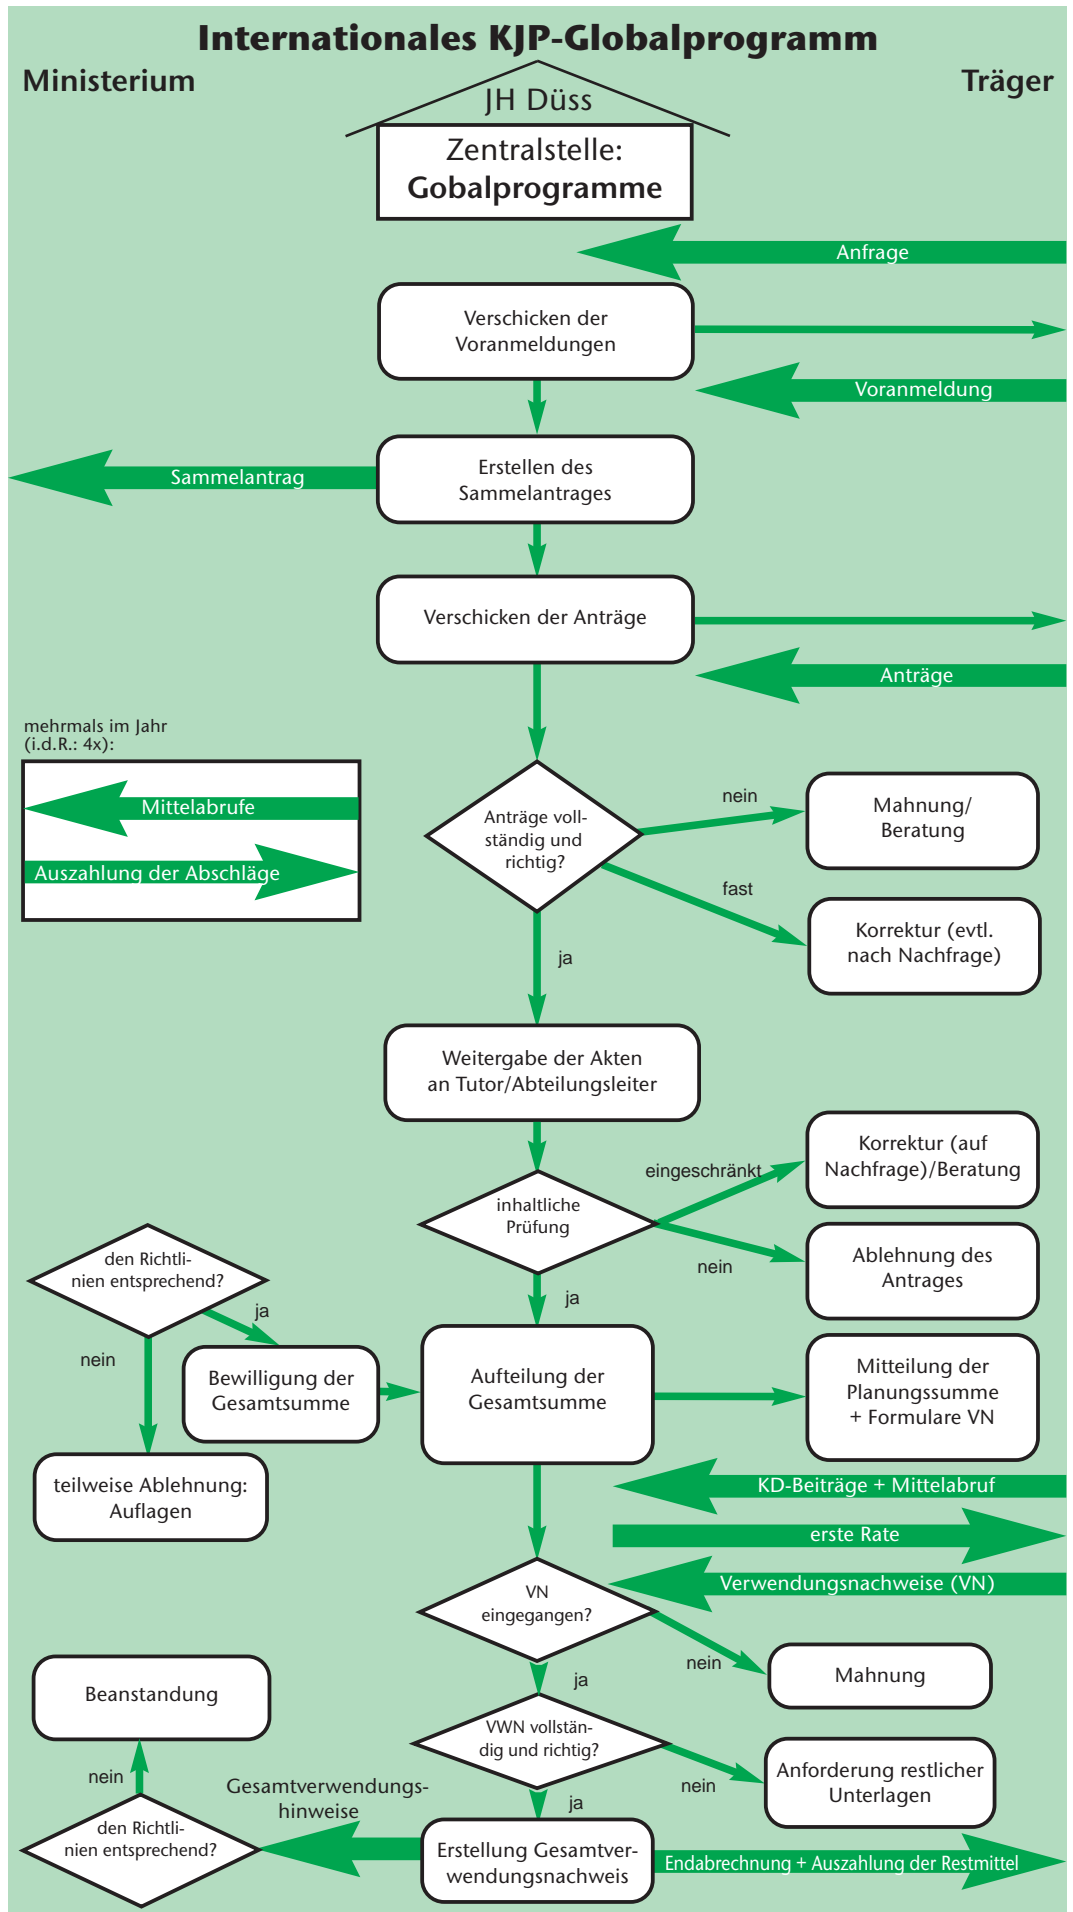 Internationales KJP-Globalprogramm
Ministerium
Träger
JH Düss
Zentralstelle:
Gobalprogramme
Anfrage
Verschicken der
Voranmeldungen
Voranmeldung
Erstellen des
Sammelantrages
Sammelantrag
Verschicken der Anträge
Anträge
mehrmals im Jahr
(i.d.R.: 4x):
Mittelabrufe
Auszahlung der Abschläge
Anträge voll-
ständig und
richtig?
nein
Mahnung/
Beratung
fast
Korrektur (evtl.
nach Nachfrage)
ja
Weitergabe der Akten
an Tutor/Abteilungsleiter
inhaltliche
Prüfung
eingeschränkt
Korrektur (auf
Nachfrage)/Beratung
nein
Ablehnung des
Antrages
ja
den Richtli-
nien entsprechend?
ja
nein
Bewilligung der
Gesamtsumme
teilweise Ablehnung:
Auflagen
Aufteilung der
Gesamtsumme
Mitteilung der
Planungssumme
+ Formulare VN
KD-Beiträge + Mittelabruf
erste Rate
Verwendungsnachweise (VN)
VN
eingegangen?
nein
Mahnung
ja
VWN vollstän-
dig und richtig?
nein
Anforderung restlicher
Unterlagen
ja
Erstellung Gesamtver-
wendungsnachweis
Endabrechnung + Auszahlung der Restmittel
Gesamtverwendungs-
hinweise
den Richtli-
nien entsprechend?
nein
Beanstandung